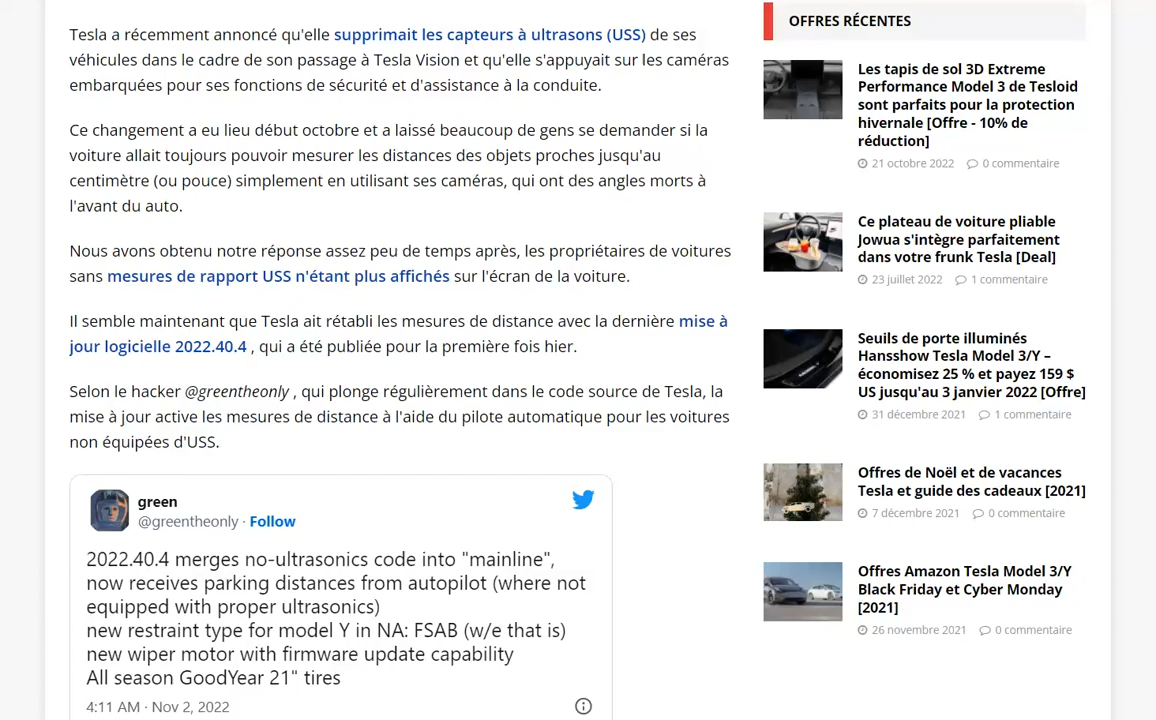 Tesla a récemment annoncé qu'elle supprimait les capteurs à ultrasons (USS) de ses
véhicules dans le cadre de son passage à Tesla Vision et qu'elle s'appuyait sur les caméras
embarquées pour ses fonctions de sécurité et d'assistance à la conduite.
Ce changement a eu lieu début octobre et a laissé beaucoup de gens se demander si la
voiture allait toujours pouvoir mesurer les distances des objets proches jusqu'au
centimètre (ou pouce) simplement en utilisant ses caméras, qui ont des angles morts à
l'avant du auto.
Nous avons obtenu notre réponse assez peu de temps après, les propriétaires de voitures
sans mesures de rapport USS n'étant plus affichés sur l'écran de la voiture.
Il semble maintenant que Tesla ait rétabli les mesures de distance avec la dernière mise à
jour logicielle 2022.40.4 , qui a été publiée pour la première fois hier.
Selon le hacker @greentheonly , qui plonge régulièrement dans le code source de Tesla, la
mise à jour active les mesures de distance à l'aide du pilote automatique pour les voitures
non équipées d'USS.
green
@greentheonly · Follow
2022.40.4 merges no-ultrasonics code into "mainline",
now receives parking distances from autopilot (where not
equipped with proper ultrasonics)
new restraint type for model Y in NA: FSAB (w/e that is)
new wiper motor with firmware update capability
All season GoodYear 21" tires
4:11 AM · Nov 2, 2022
OFFRES RÉCENTES
Les tapis de sol 3D Extreme
Performance Model 3 de Tesloid
sont parfaits pour la protection
hivernale [Offre - 10% de
réduction]
21 octobre 2022 0 commentaire
Ce plateau de voiture pliable
Jowua s'intègre parfaitement
dans votre frunk Tesla [Deal]
23 juillet 2022 1 commentaire
Seuils de porte illuminés
Hansshow Tesla Model 3/Y –
économisez 25 % et payez 159 $
US jusqu'au 3 janvier 2022 [Offre]
31 décembre 2021 1 commentaire
Offres de Noël et de vacances
Tesla et guide des cadeaux [2021]
7 décembre 2021 0 commentaire
Offres Amazon Tesla Model 3/Y
Black Friday et Cyber Monday
[2021]
26 novembre 2021 0 commentaire